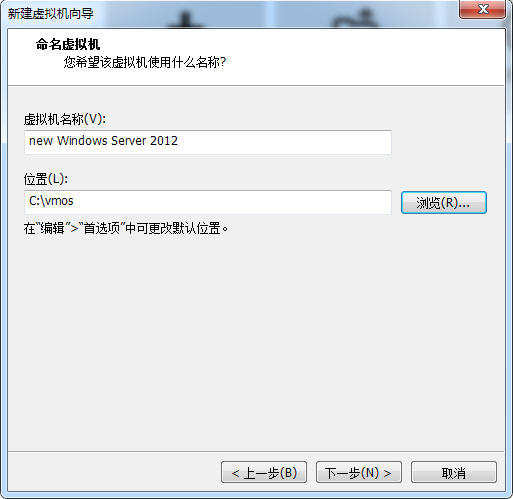 新建虚拟机向导
命名虚拟机
您希望该虚拟机使用什么名称?
虚拟机名称(V):
new Windows Server 2012
位置(L):
C:\vmos
浏览(R)...
在“编辑”>“首选项”中可更改默认位置。
< 上一步(B)
下一步(N) >
取消